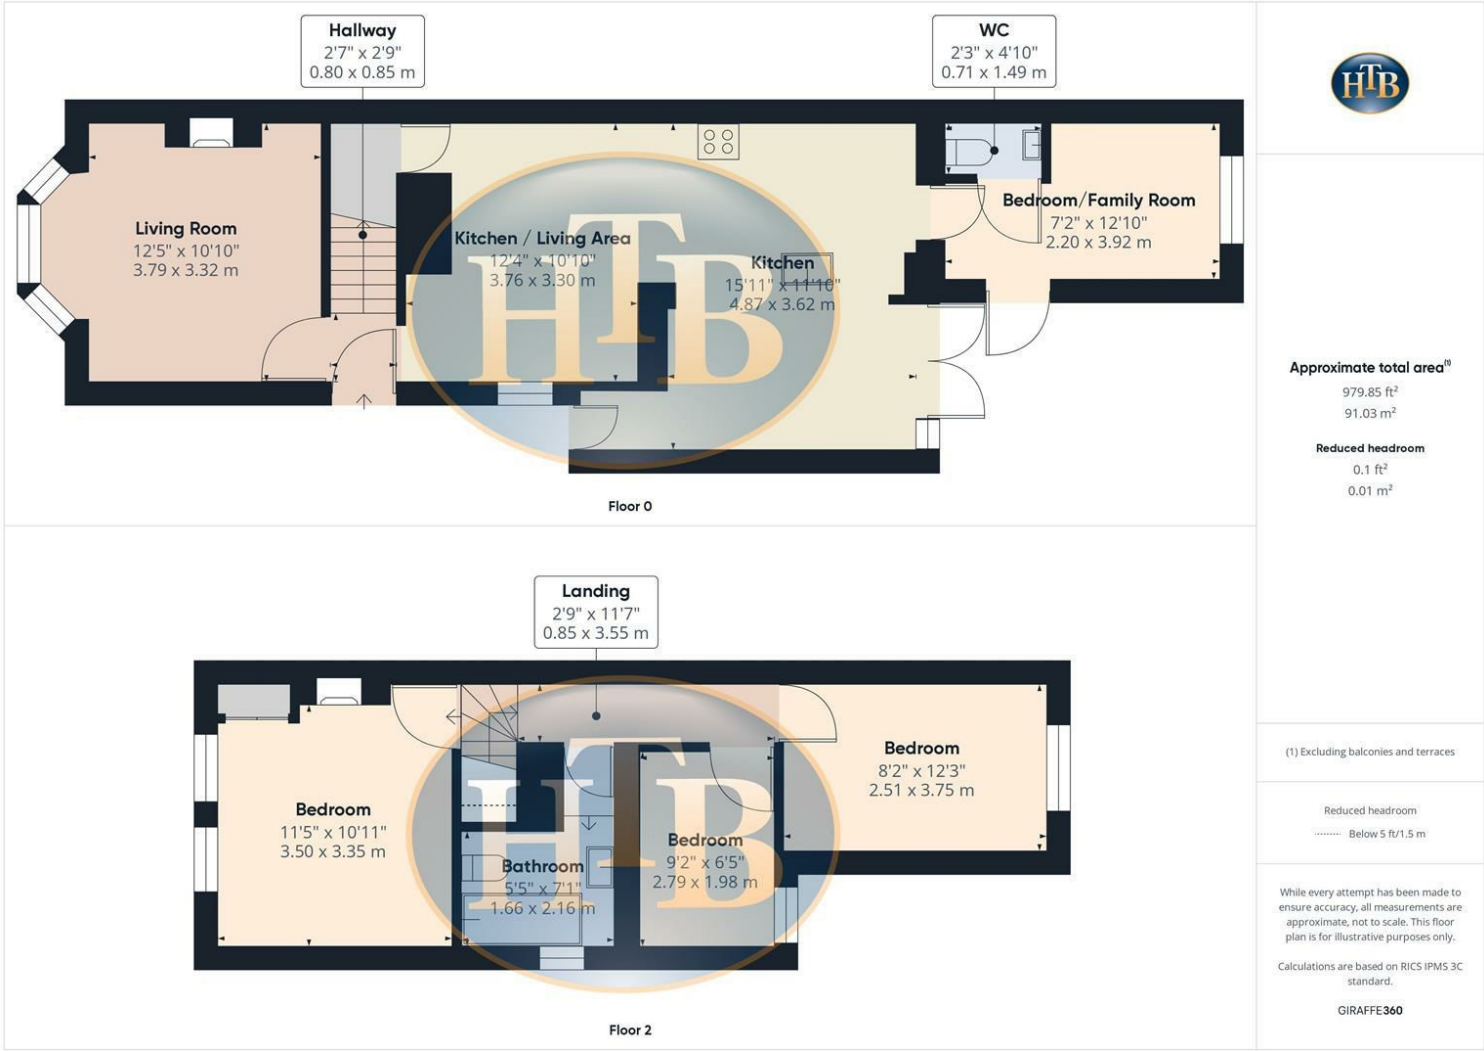 Hallway
2'7" x 2'9"
0.80 x 0.85 m
WC
2'3" x 4'10"
0.71 x 1.49 m
HTB
Living Room
12'5" x 10'10"
3.79 x 3.32 m
Kitchen / Living Area
12'4" x 10'10"
3.76 x 3.30 m
Kitchen
15'11" x 11'10"
4.87 x 3.62 m
Bedroom/Family Room
7'2" x 12'10"
2.20 x 3.92 m
HTB
Floor 0
Approximate total area(1)
979.85 ft²
91.03 m²
Reduced headroom
0.1 ft²
0.01 m²
Landing
2'9" x 11'7"
0.85 x 3.55 m
Bedroom
11'5" x 10'11"
3.50 x 3.35 m
Bathroom
5'5" x 7'1"
1.66 x 2.16 m
Bedroom
9'2" x 6'5"
2.79 x 1.98 m
Bedroom
8'2" x 12'3"
2.51 x 3.75 m
HTB
Floor 2
(1) Excluding balconies and terraces
Reduced headroom
Below 5 ft/1.5 m
While every attempt has been made to
ensure accuracy, all measurements are
approximate, not to scale. This floor
plan is for illustrative purposes only.
Calculations are based on RICS IPMS 3C
standard.
GIRAFFE360